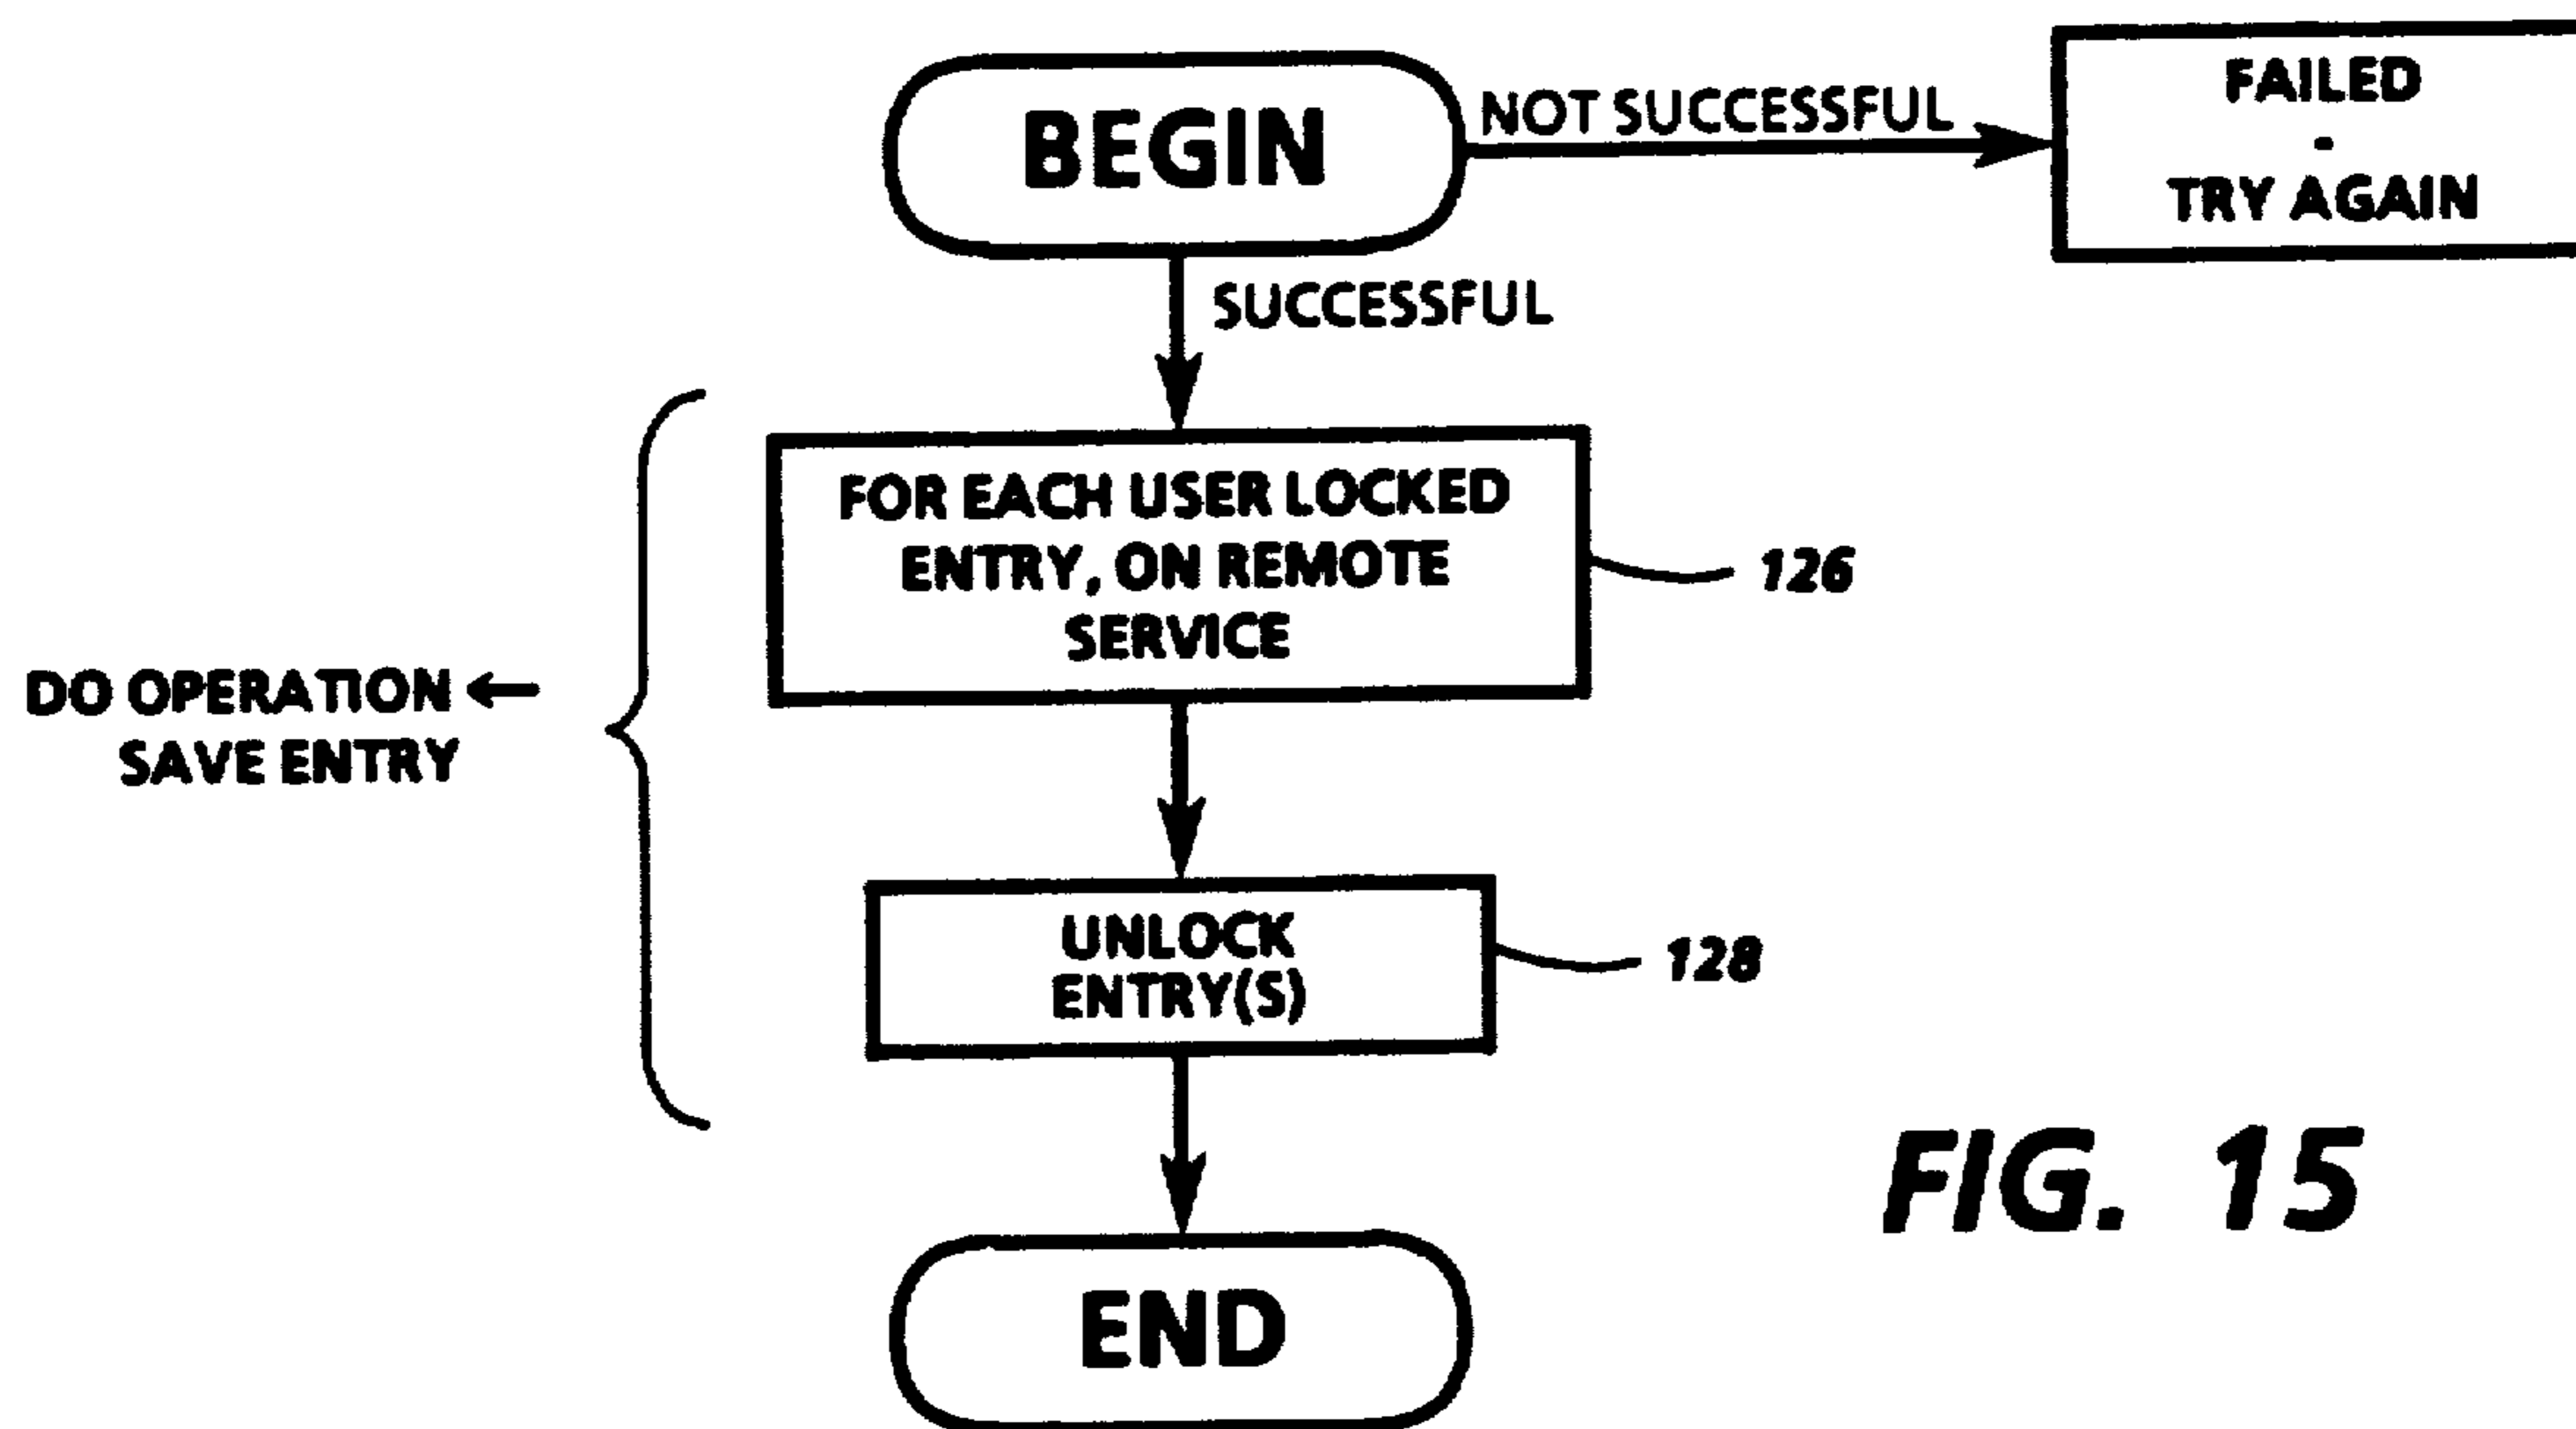 BEGIN
NOT SUCCESSFUL
FAILED
-
TRY AGAIN
SUCCESSFUL
FOR EACH USER LOCKED
ENTRY, ON REMOTE
SERVICE
126
DO OPERATION ←
SAVE ENTRY
UNLOCK
ENTRY(S)
128
END
FIG. 15